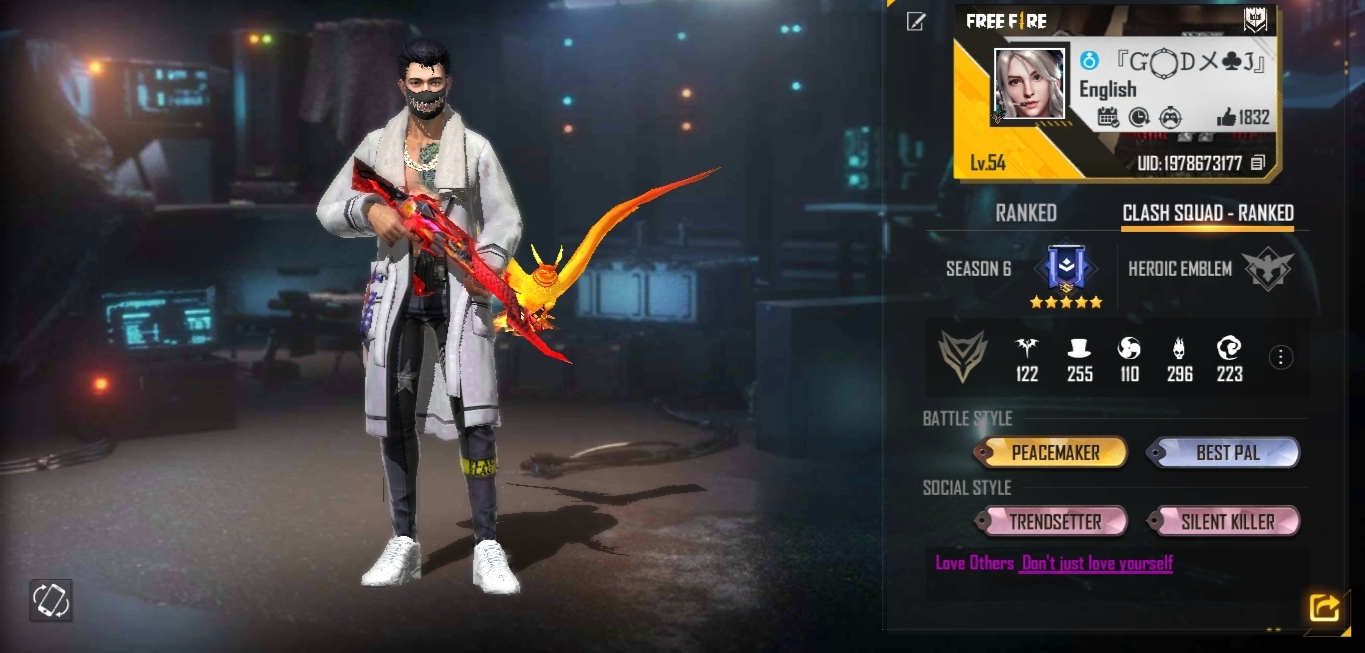 FREE FIRE
『G◯D乂♣J』
English
1832
Lv.54
UID:1978673177
RANKED
CLASH SQUAD - RANKED
SEASON 6
HEROIC EMBLEM
122 255 110 296 223
BATTLE STYLE
PEACEMAKER
BEST PAL
SOCIAL STYLE
TRENDSETTER
SILENT KILLER
Love Others Don't just love yourself